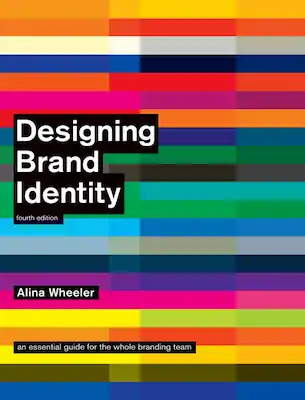 Designing
Brand
Identity
fourth edition
Alina Wheeler
an essential guide for the whole branding team